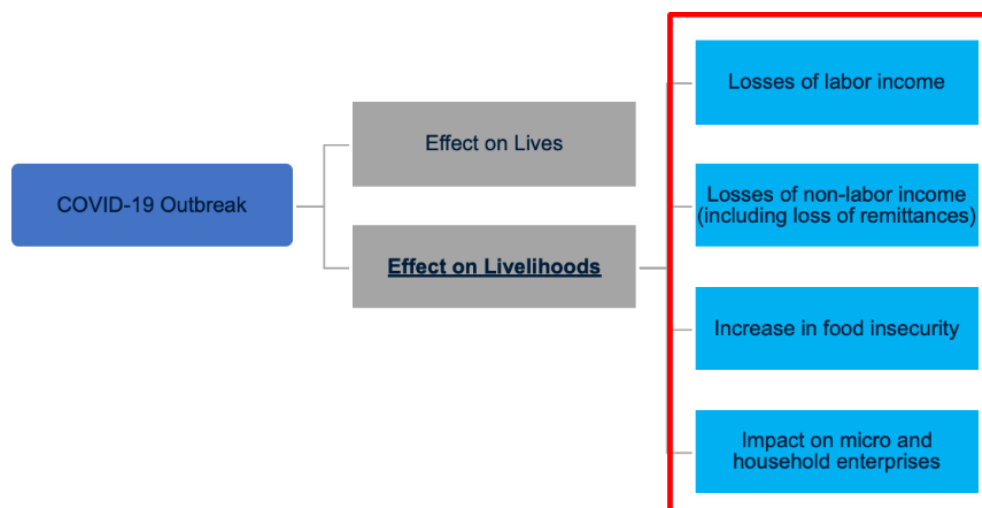 COVID-19 Outbreak
Effect on Lives
Effect on Livelihoods
Losses of labor income
Losses of non-labor income
(including loss of remittances)
Increase in food insecurity
Impact on micro and
household enterprises